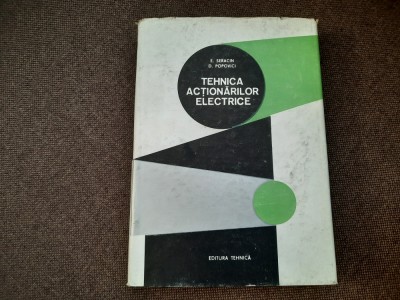 E. SERACIN
D. POPOVICI
TEHNICA
ACȚIONĂRILOR
ELECTRICE
EDITURA TEHNICĂ